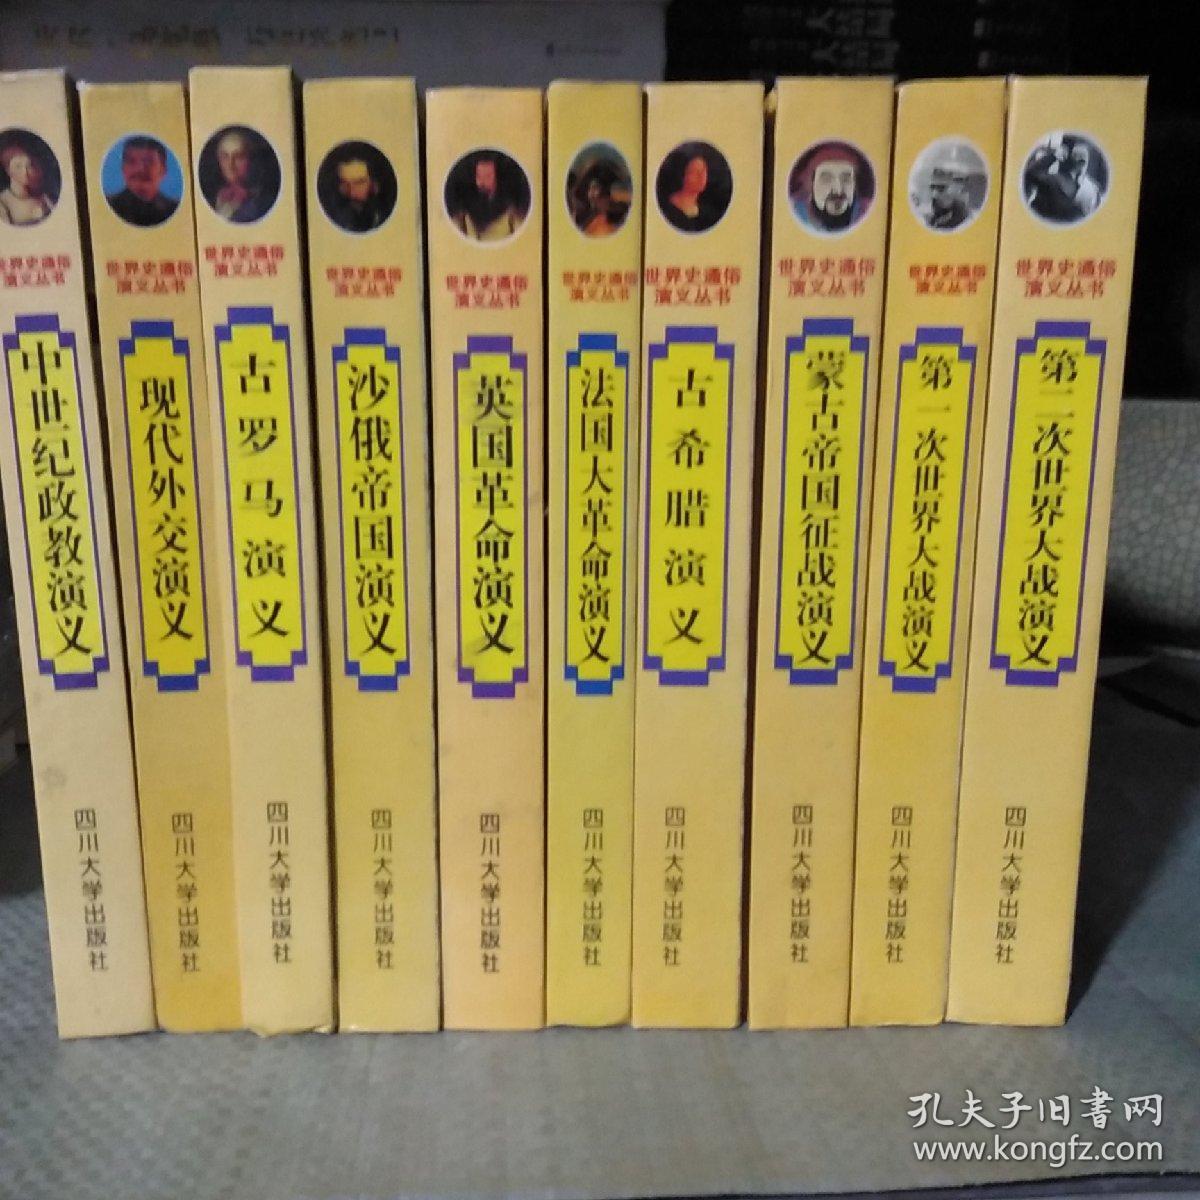 世界史通俗
演义丛书
中世纪政教演义
四川大学出版社
世界史通俗
演义丛书
现代外交演义
四川大学出版社
世界史通俗
演义丛书
古罗马演义
四川大学出版社
世界史通俗
演义丛书
沙俄帝国演义
四川大学出版社
世界史通俗
演义丛书
英国革命演义
四川大学出版社
世界史通俗
演义丛书
法国大革命演义
四川大学出版社
世界史通俗
演义丛书
古希腊演义
四川大学出版社
世界史通俗
演义丛书
蒙古帝国征战演义
四川大学出版社
世界史通俗
演义丛书
第一次世界大战演义
四川大学出版社
世界史通俗
演义丛书
第二次世界大战演义
四川大学出版社
孔夫子旧書网
www.kongfz.com